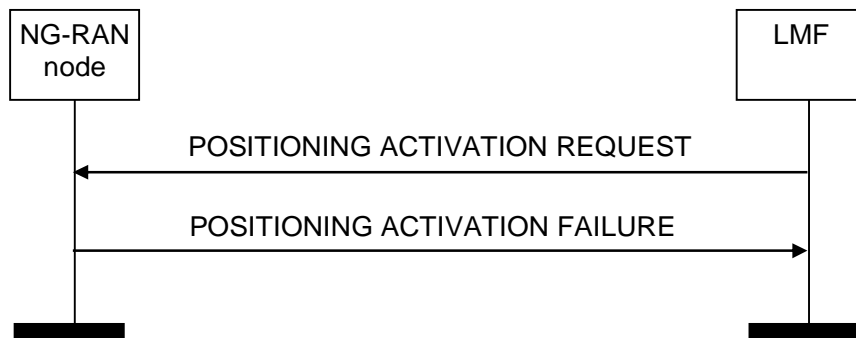 NG-RAN
node
LMF
POSITIONING ACTIVATION REQUEST
POSITIONING ACTIVATION FAILURE